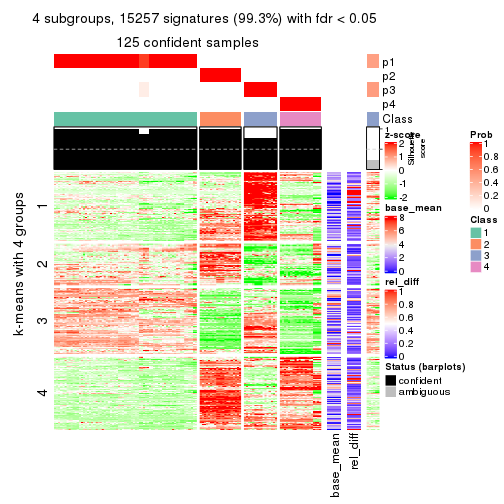 4 subgroups, 15257 signatures (99.3%) with fdr < 0.05
125 confident samples
p1
p2
p3
p4
Class
Silhouette score
1
k-means with 4 groups
1
2
3
4
base_mean
rel_diff
z-score
2
1
0
-1
-2
base_mean
8
6
4
2
0
rel_diff
1
0.8
0.6
0.4
0.2
0
Status (barplots)
confident
ambiguous
Prob
1
0.8
0.6
0.4
0.2
0
Class
1
2
3
4